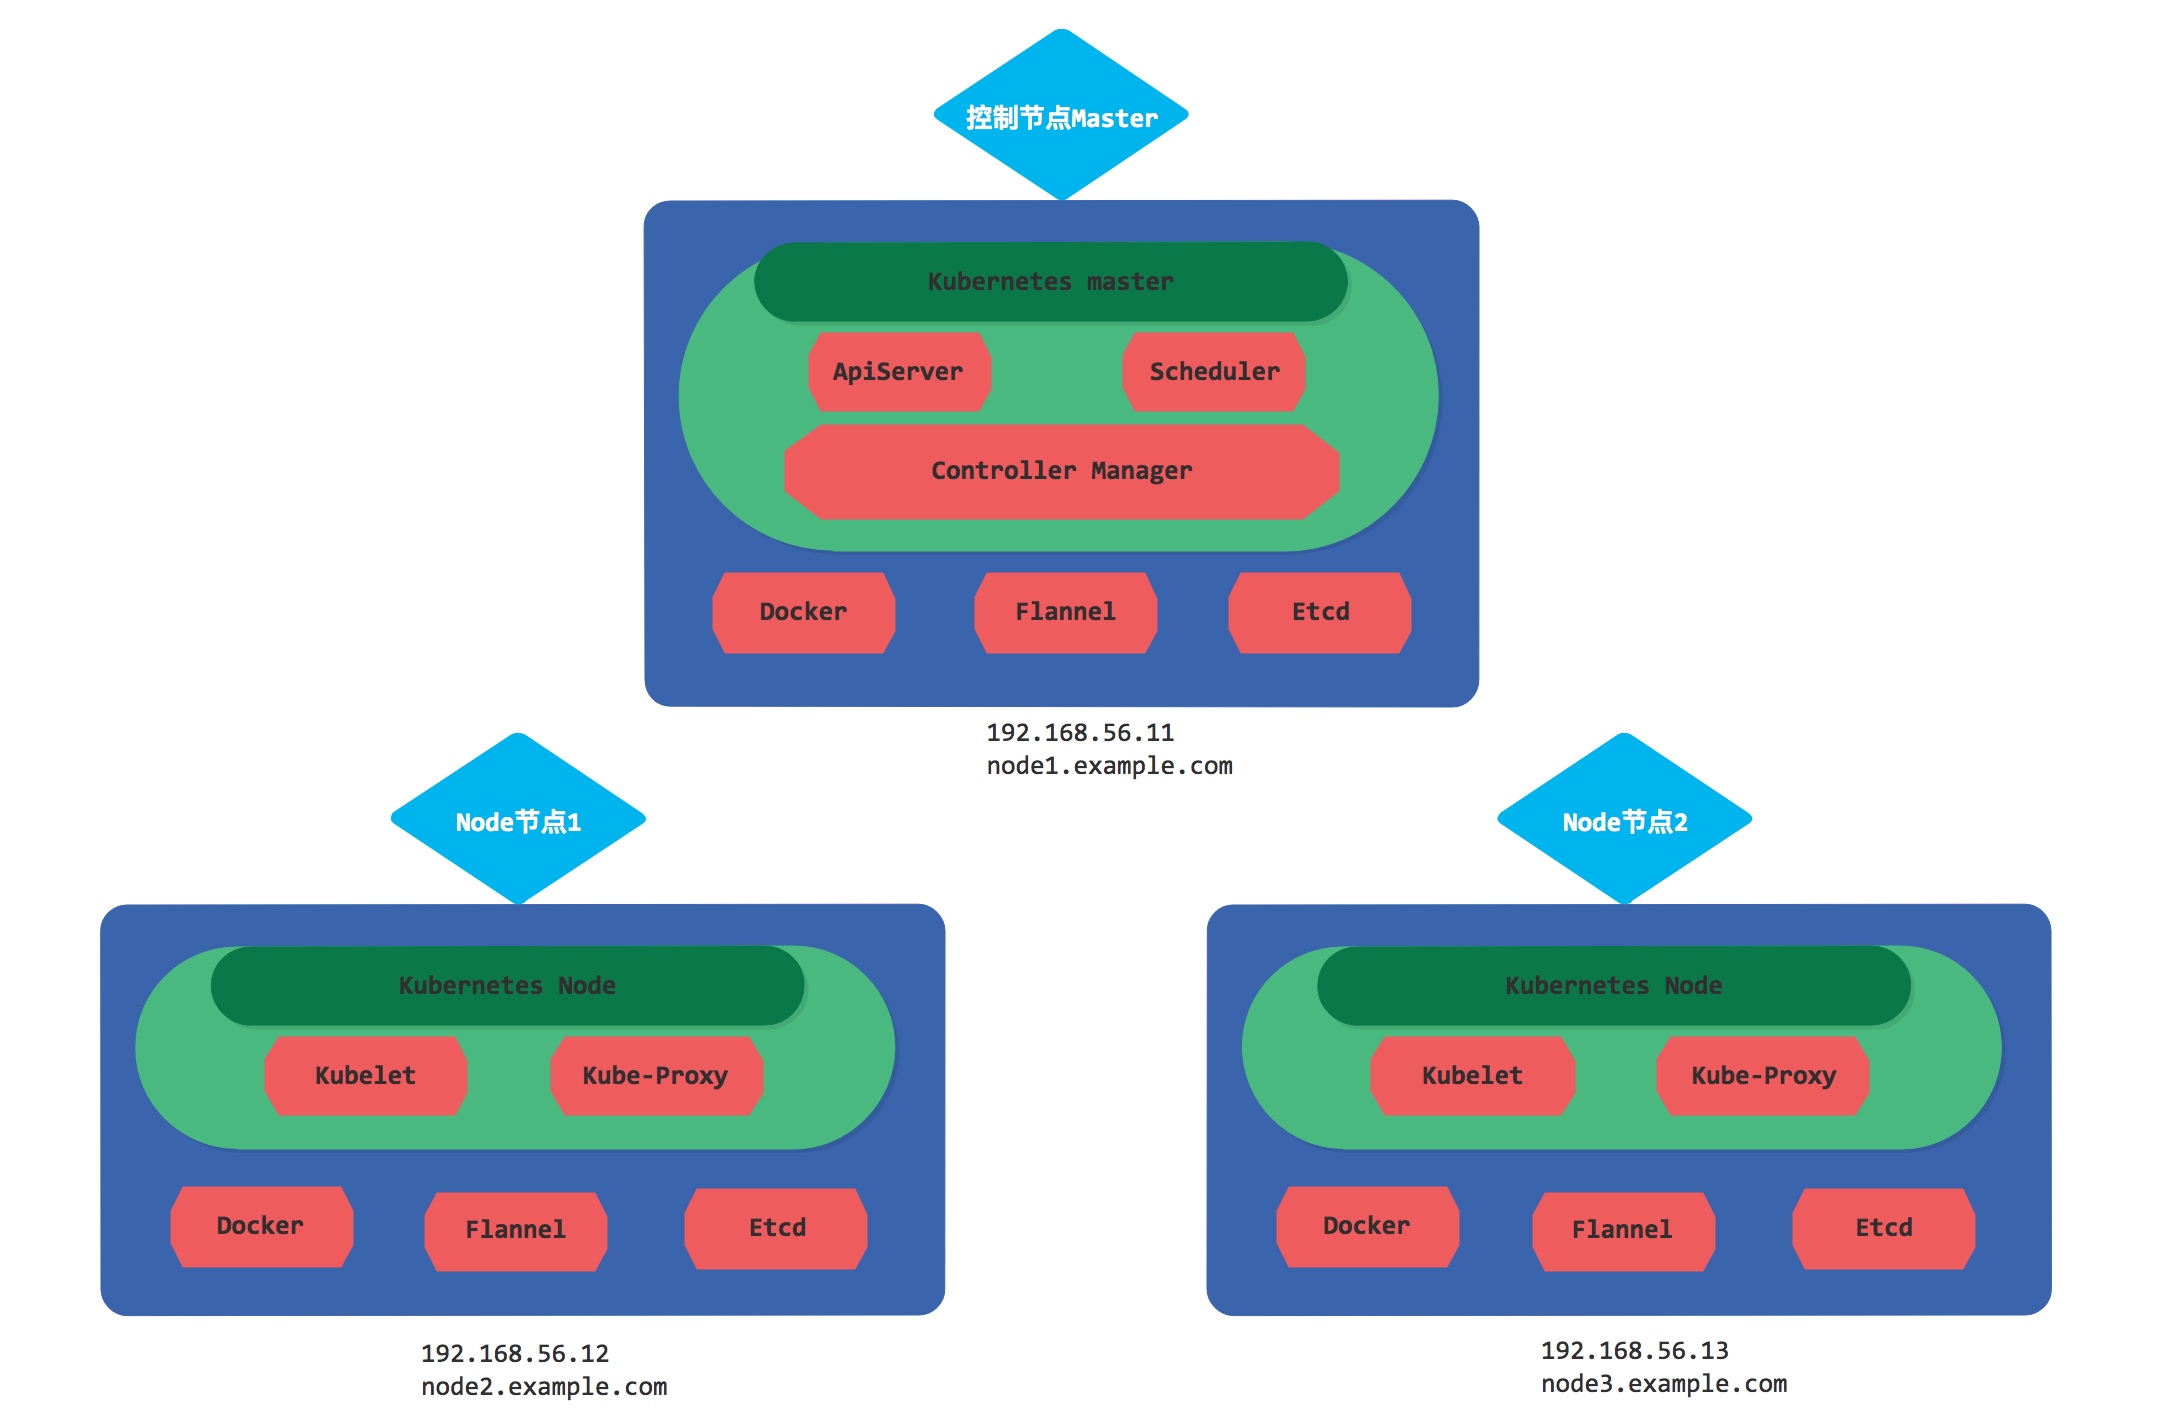 控制节点Master
Kubernetes master
ApiServer
Scheduler
Controller Manager
Docker
Flannel
Etcd
192.168.56.11
node1.example.com
Node节点1
Kubernetes Node
Kubelet
Kube-Proxy
Docker
Flannel
Etcd
192.168.56.12
node2.example.com
Node节点2
Kubernetes Node
Kubelet
Kube-Proxy
Docker
Flannel
Etcd
192.168.56.13
node3.example.com